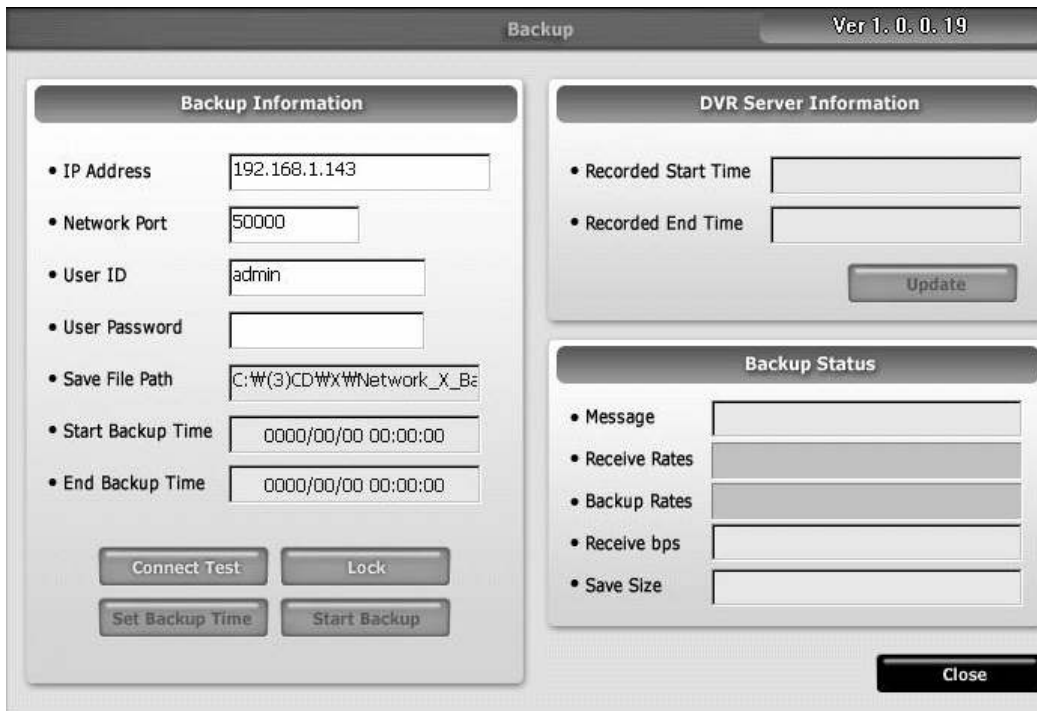 Backup
Ver 1. 0. 0. 19
Backup Information
• IP Address 192.168.1.143
• Network Port 50000
• User ID admin
• User Password
• Save File Path C:₩(3)CD₩X₩Network_X_Ba
• Start Backup Time 0000/00/00 00:00:00
• End Backup Time 0000/00/00 00:00:00
Connect Test Lock
Set Backup Time Start Backup
DVR Server Information
• Recorded Start Time
• Recorded End Time
Update
Backup Status
• Message
• Receive Rates
• Backup Rates
• Receive bps
• Save Size
Close